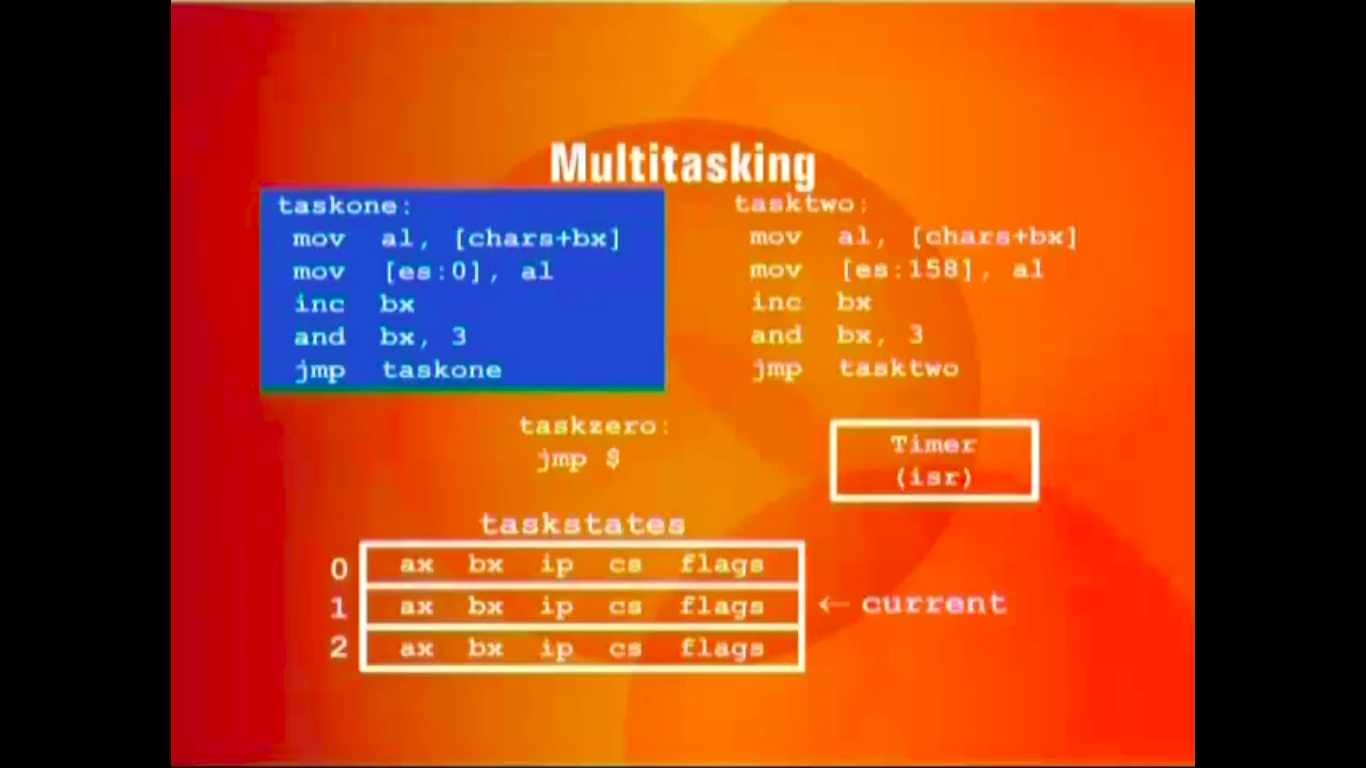 Multitasking
taskone:
mov al, [chars+bx]
mov [es:0], al
inc bx
and bx, 3
jmp taskone
tasktwo:
mov al, [chars+bx]
mov [es:158], al
inc bx
and bx, 3
jmp tasktwo
taskzero:
jmp $
Timer
(isr)
taskstates
0 ax bx ip cs flags
1 ax bx ip cs flags ← current
2 ax bx ip cs flags